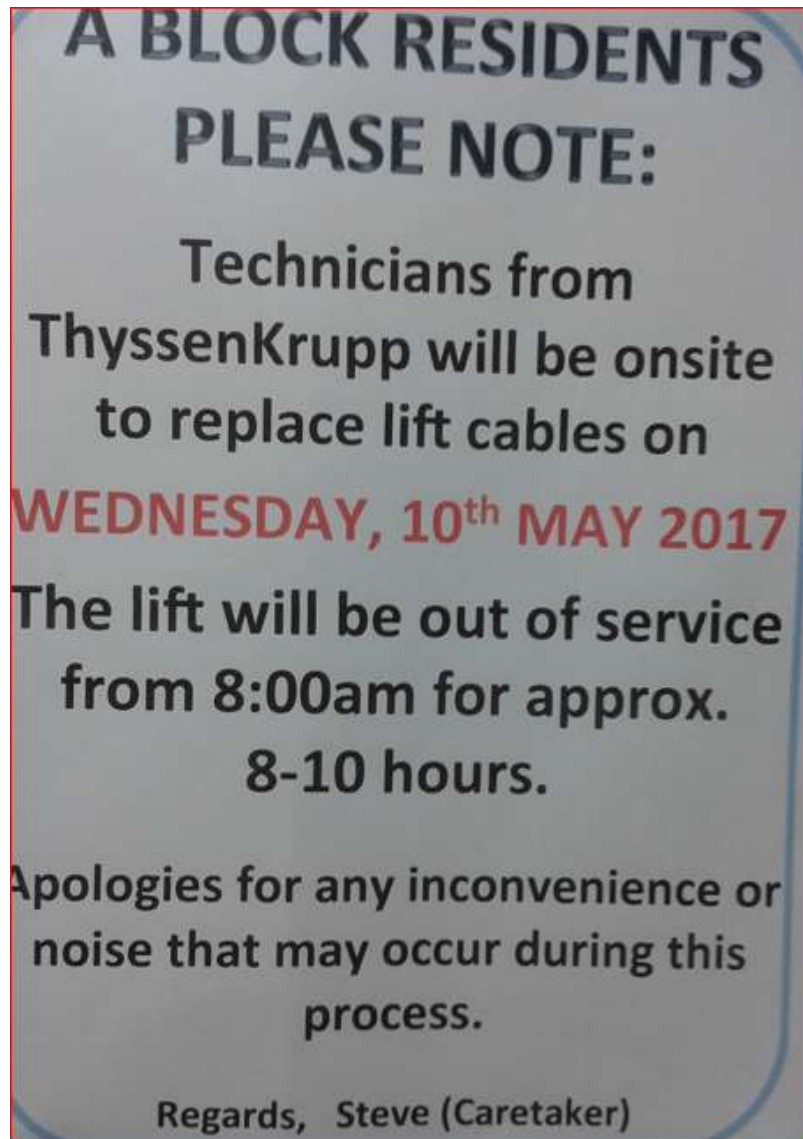 A BLOCK RESIDENTS
PLEASE NOTE:
Technicians from
ThyssenKrupp will be onsite
to replace lift cables on
WEDNESDAY, 10th MAY 2017
The lift will be out of service
from 8:00am for approx.
8-10 hours.
Apologies for any inconvenience or
noise that may occur during this
process.
Regards, Steve (Caretaker)